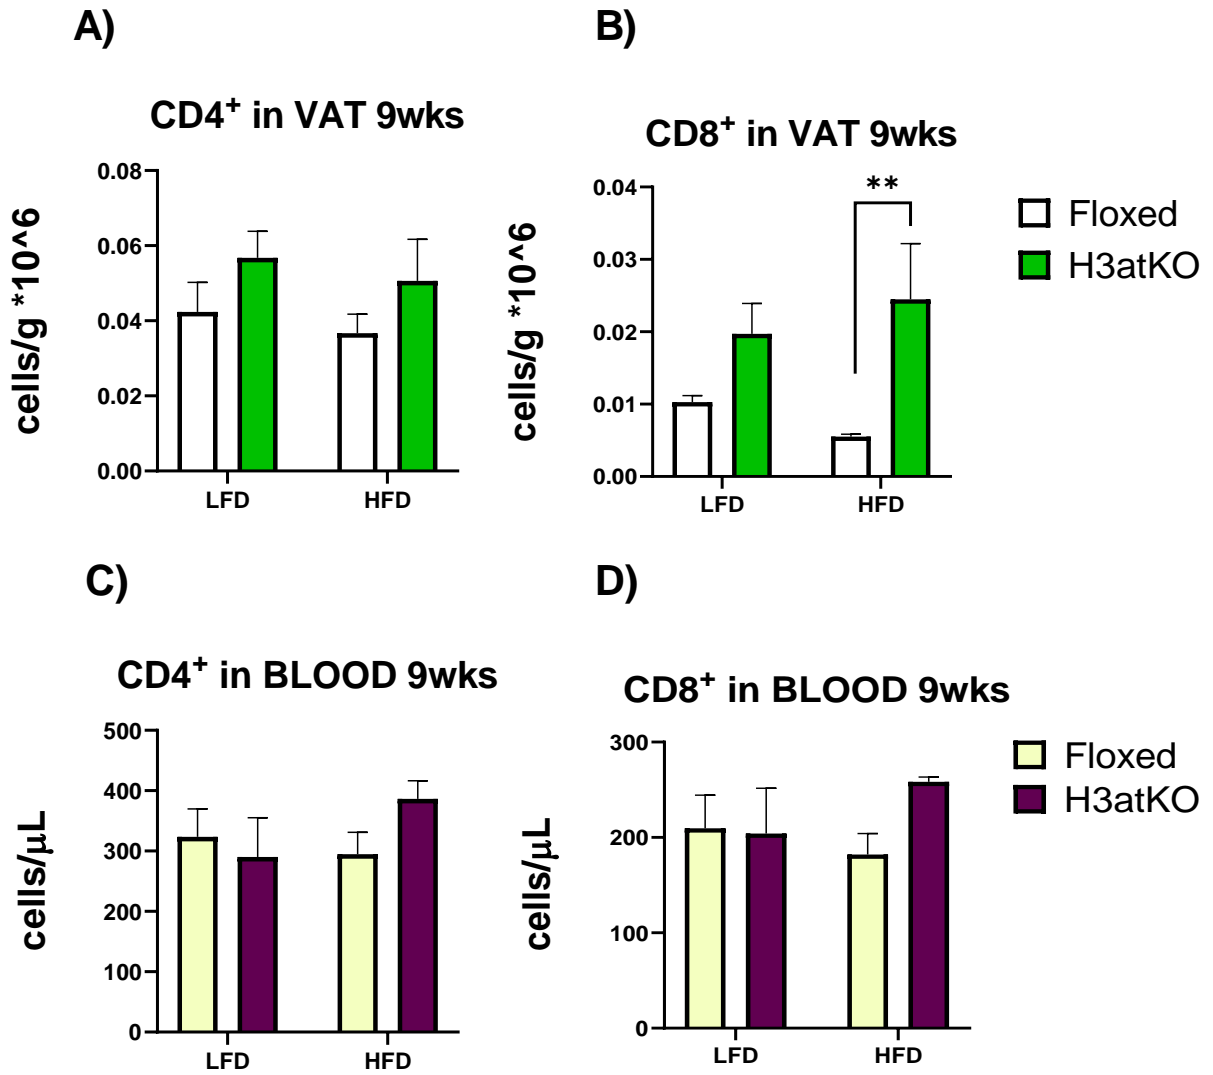 A)
CD4+ in VAT 9wks
cells/g *10^6
0.08
0.06
0.04
0.02
0.00
LFD
HFD
B)
CD8+ in VAT 9wks
cells/g *10^6
0.04
0.03
0.02
0.01
0.00
**
LFD
HFD
Floxed
H3atKO
C)
CD4+ in BLOOD 9wks
cells/μL
500
400
300
200
100
0
LFD
HFD
D)
CD8+ in BLOOD 9wks
cells/μL
300
200
100
0
LFD
HFD
Floxed
H3atKO